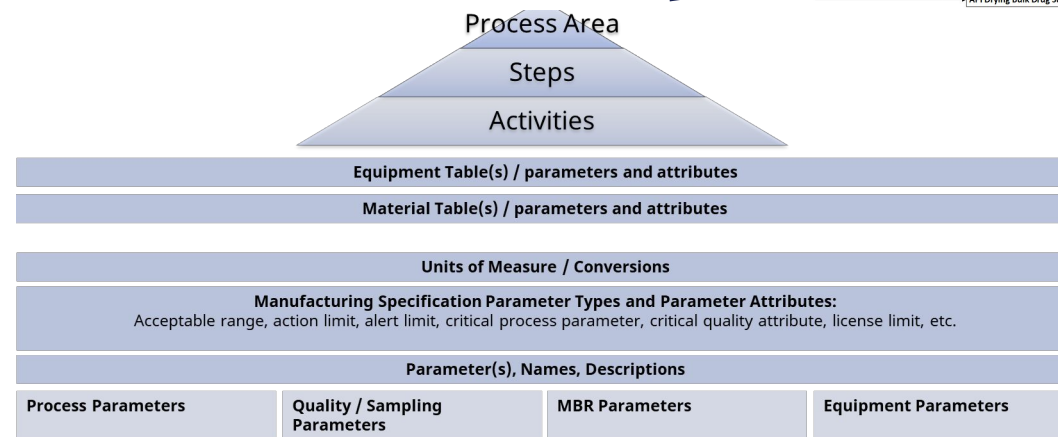 Process Area
Steps
Activities
Equipment Table(s) / parameters and attributes
Material Table(s) / parameters and attributes
Units of Measure / Conversions
Manufacturing Specification Parameter Types and Parameter Attributes:
Acceptable range, action limit, alert limit, critical process parameter, critical quality attribute, license limit, etc.
Parameter(s), Names, Descriptions
Process Parameters
Quality / Sampling
Parameters
MBR Parameters
Equipment Parameters